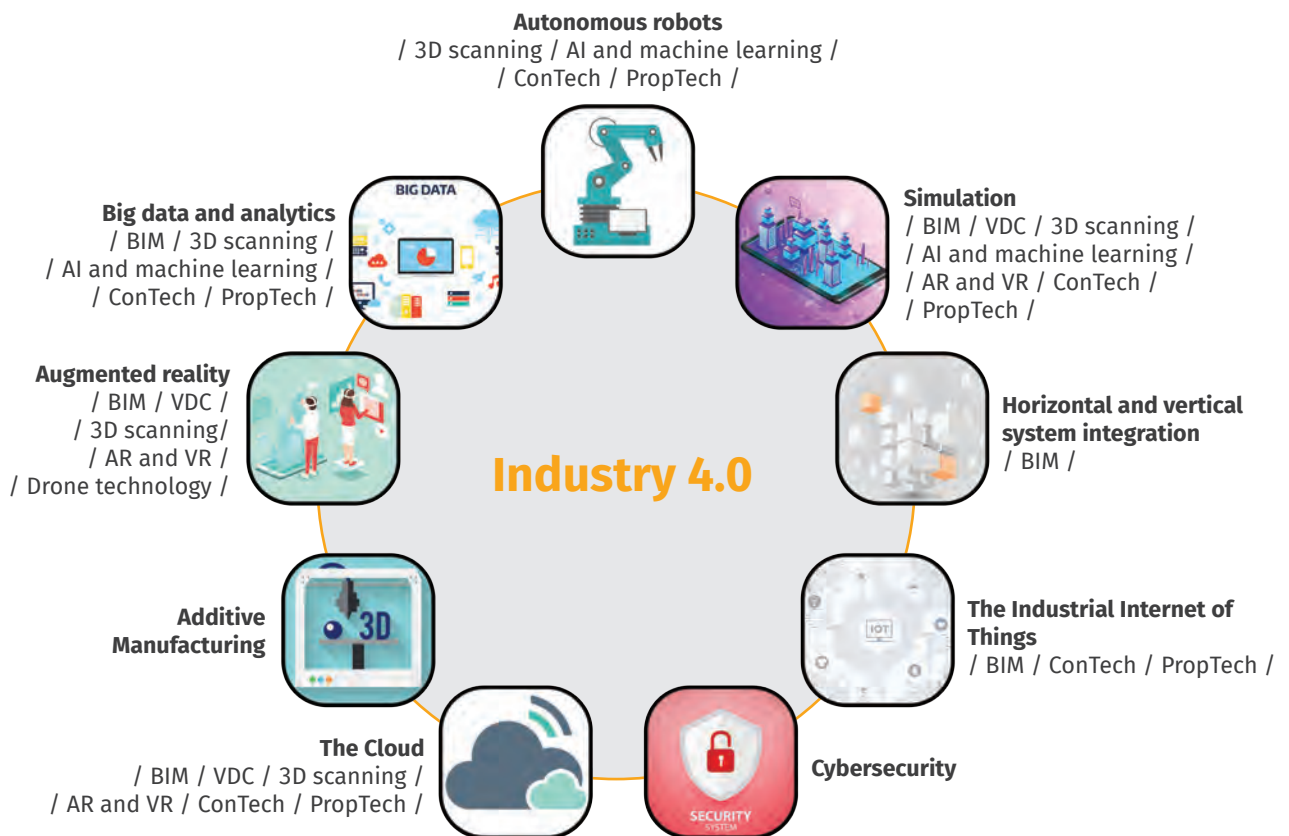 Autonomous robots
/ 3D scanning / AI and machine learning /
/ ConTech / PropTech /
BIG DATA
Big data and analytics
/ BIM / 3D scanning /
/ AI and machine learning /
/ ConTech / PropTech /
Simulation
/ BIM / VDC / 3D scanning /
/ AI and machine learning /
/ AR and VR / ConTech /
/ PropTech /
Augmented reality
/ BIM / VDC /
/ 3D scanning/
/ AR and VR /
/ Drone technology /
Industry 4.0
Horizontal and vertical
system integration
/ BIM /
Additive
Manufacturing
3D
IOT
The Industrial Internet of
Things
/ BIM / ConTech / PropTech /
The Cloud
/ BIM / VDC / 3D scanning /
/ AR and VR / ConTech / PropTech /
SECURITY
SYSTEM
Cybersecurity